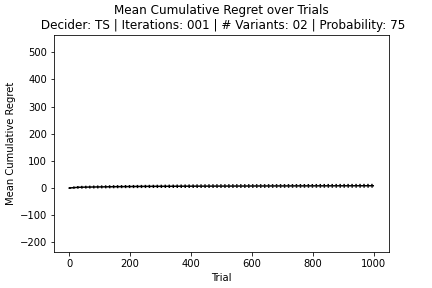 Mean Cumulative Regret over Trials
Decider: TS | Iterations: 001 | # Variants: 02 | Probability: 75
500
400
300
200
100
0
−100
−200
Mean Cumulative Regret
0 200 400 600 800 1000
Trial